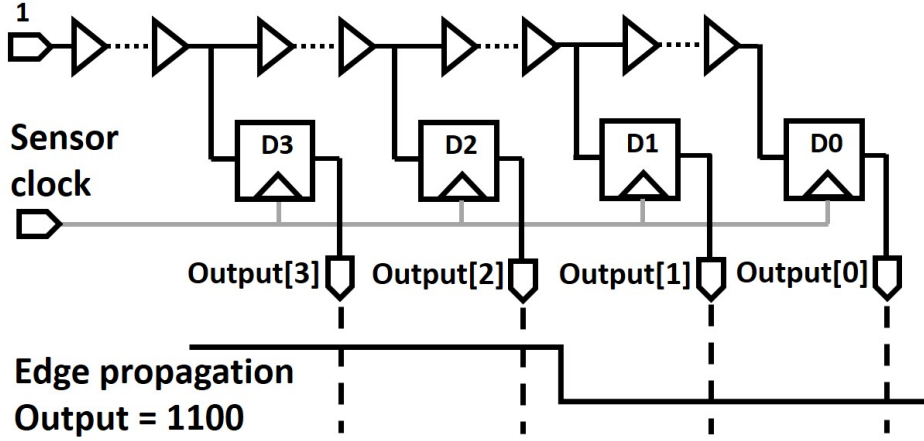 1
D3
D2
D1
D0
Sensor
clock
Output[3]
Output[2]
Output[1]
Output[0]
Edge propagation
Output = 1100